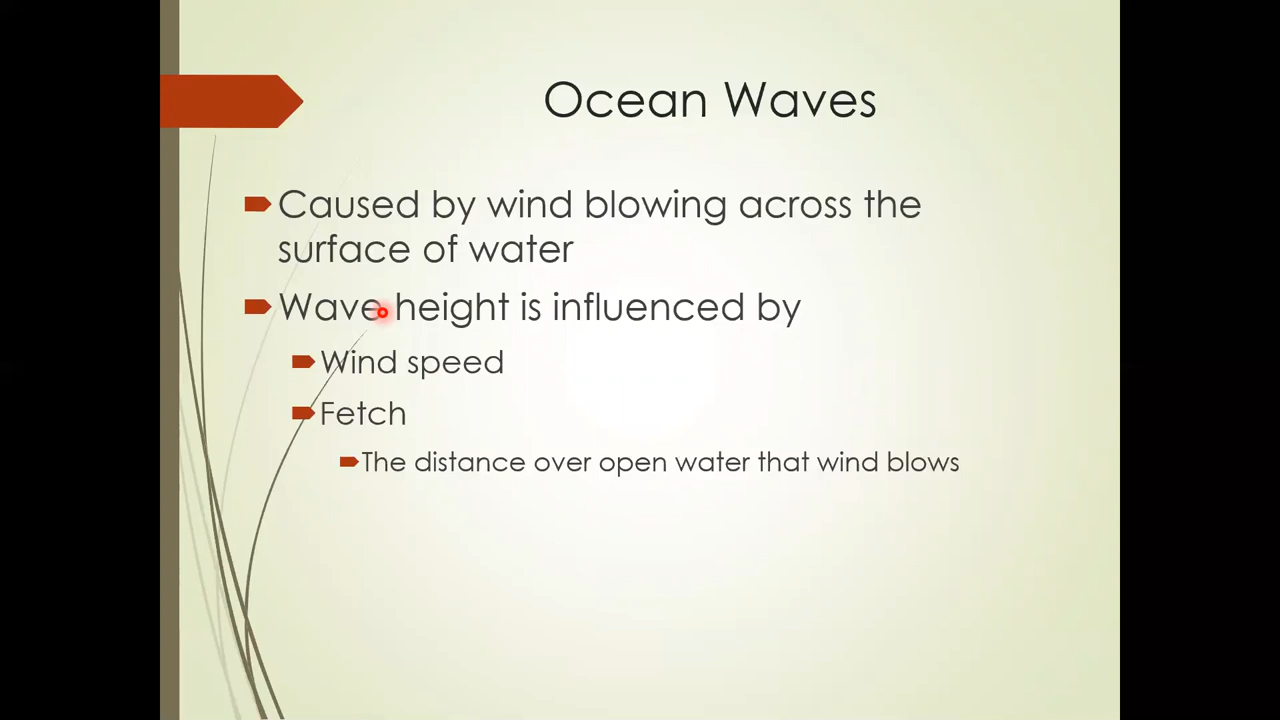 Ocean Waves
Caused by wind blowing across the
surface of water
Wave height is influenced by
Wind speed
Fetch
The distance over open water that wind blows